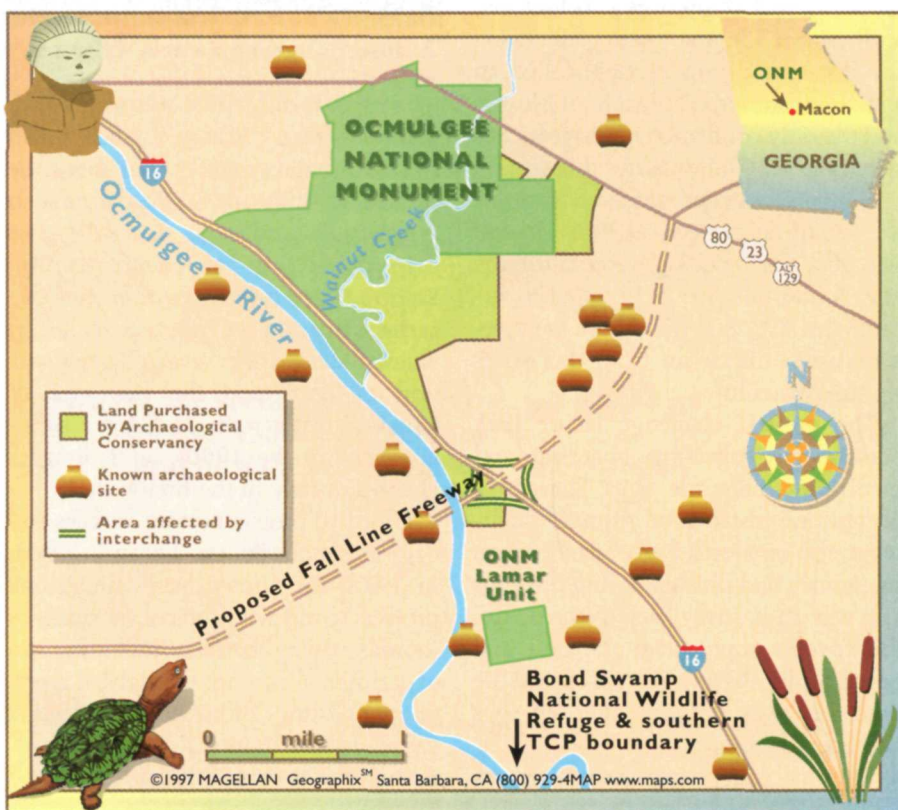 ONM
Macon
GEORGIA
16
OCMULGEE
NATIONAL
MONUMENT
Ocmulgee River
Walnut Creek
80
23
ALT
129
N
Land Purchased
by Archaeological
Conservancy
Known archaeological
site
Area affected by
interchange
Proposed Fall Line Freeway
ONM
Lamar
Unit
16
Bond Swamp
National Wildlife
Refuge & southern
TCP boundary
0 mile 1
©1997 MAGELLAN Geographix℠ Santa Barbara, CA (800) 929-4MAP www.maps.com